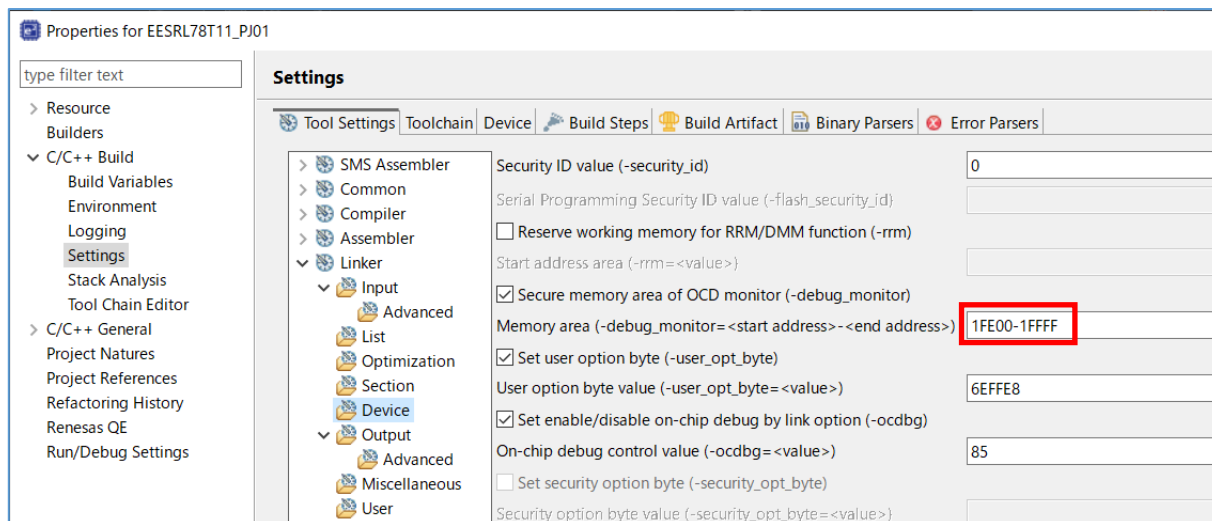 Properties for EESRL78T11_PJ01
type filter text
Resource
Builders
C/C++ Build
Build Variables
Environment
Logging
Settings
Stack Analysis
Tool Chain Editor
C/C++ General
Project Natures
Project References
Refactoring History
Renesas QE
Run/Debug Settings
Settings
Tool Settings Toolchain Device Build Steps Build Artifact Binary Parsers Error Parsers
SMS Assembler
Common
Compiler
Assembler
Linker
Input
Advanced
List
Optimization
Section
Device
Output
Advanced
Miscellaneous
User
Security ID value (-security_id) 0
Serial Programming Security ID value (-flash_security_id)
Reserve working memory for RRM/DMM function (-rrm)
Start address area (-rrm=<value>)
Secure memory area of OCD monitor (-debug_monitor)
Memory area (-debug_monitor=<start address>-<end address>) 1FE00-1FFFF
Set user option byte (-user_opt_byte)
User option byte value (-user_opt_byte=<value>) 6EFFE8
Set enable/disable on-chip debug by link option (-ocdbg)
On-chip debug control value (-ocdbg=<value>) 85
Set security option byte (-security_opt_byte)
Security option byte value (-security_opt_byte=<value>)